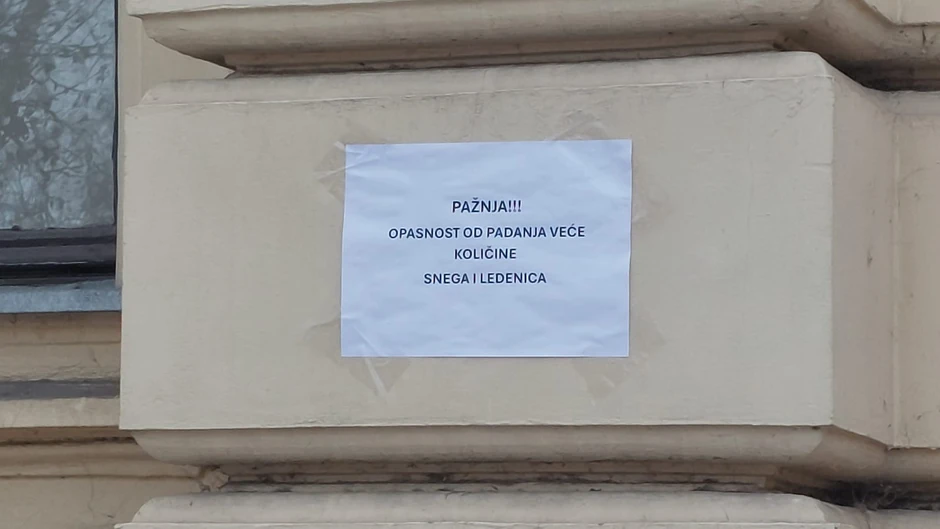 PAŽNJA!!!
OPASNOST OD PADANJA VEĆE
KOLIČINE
SNEGA I LEDENICA